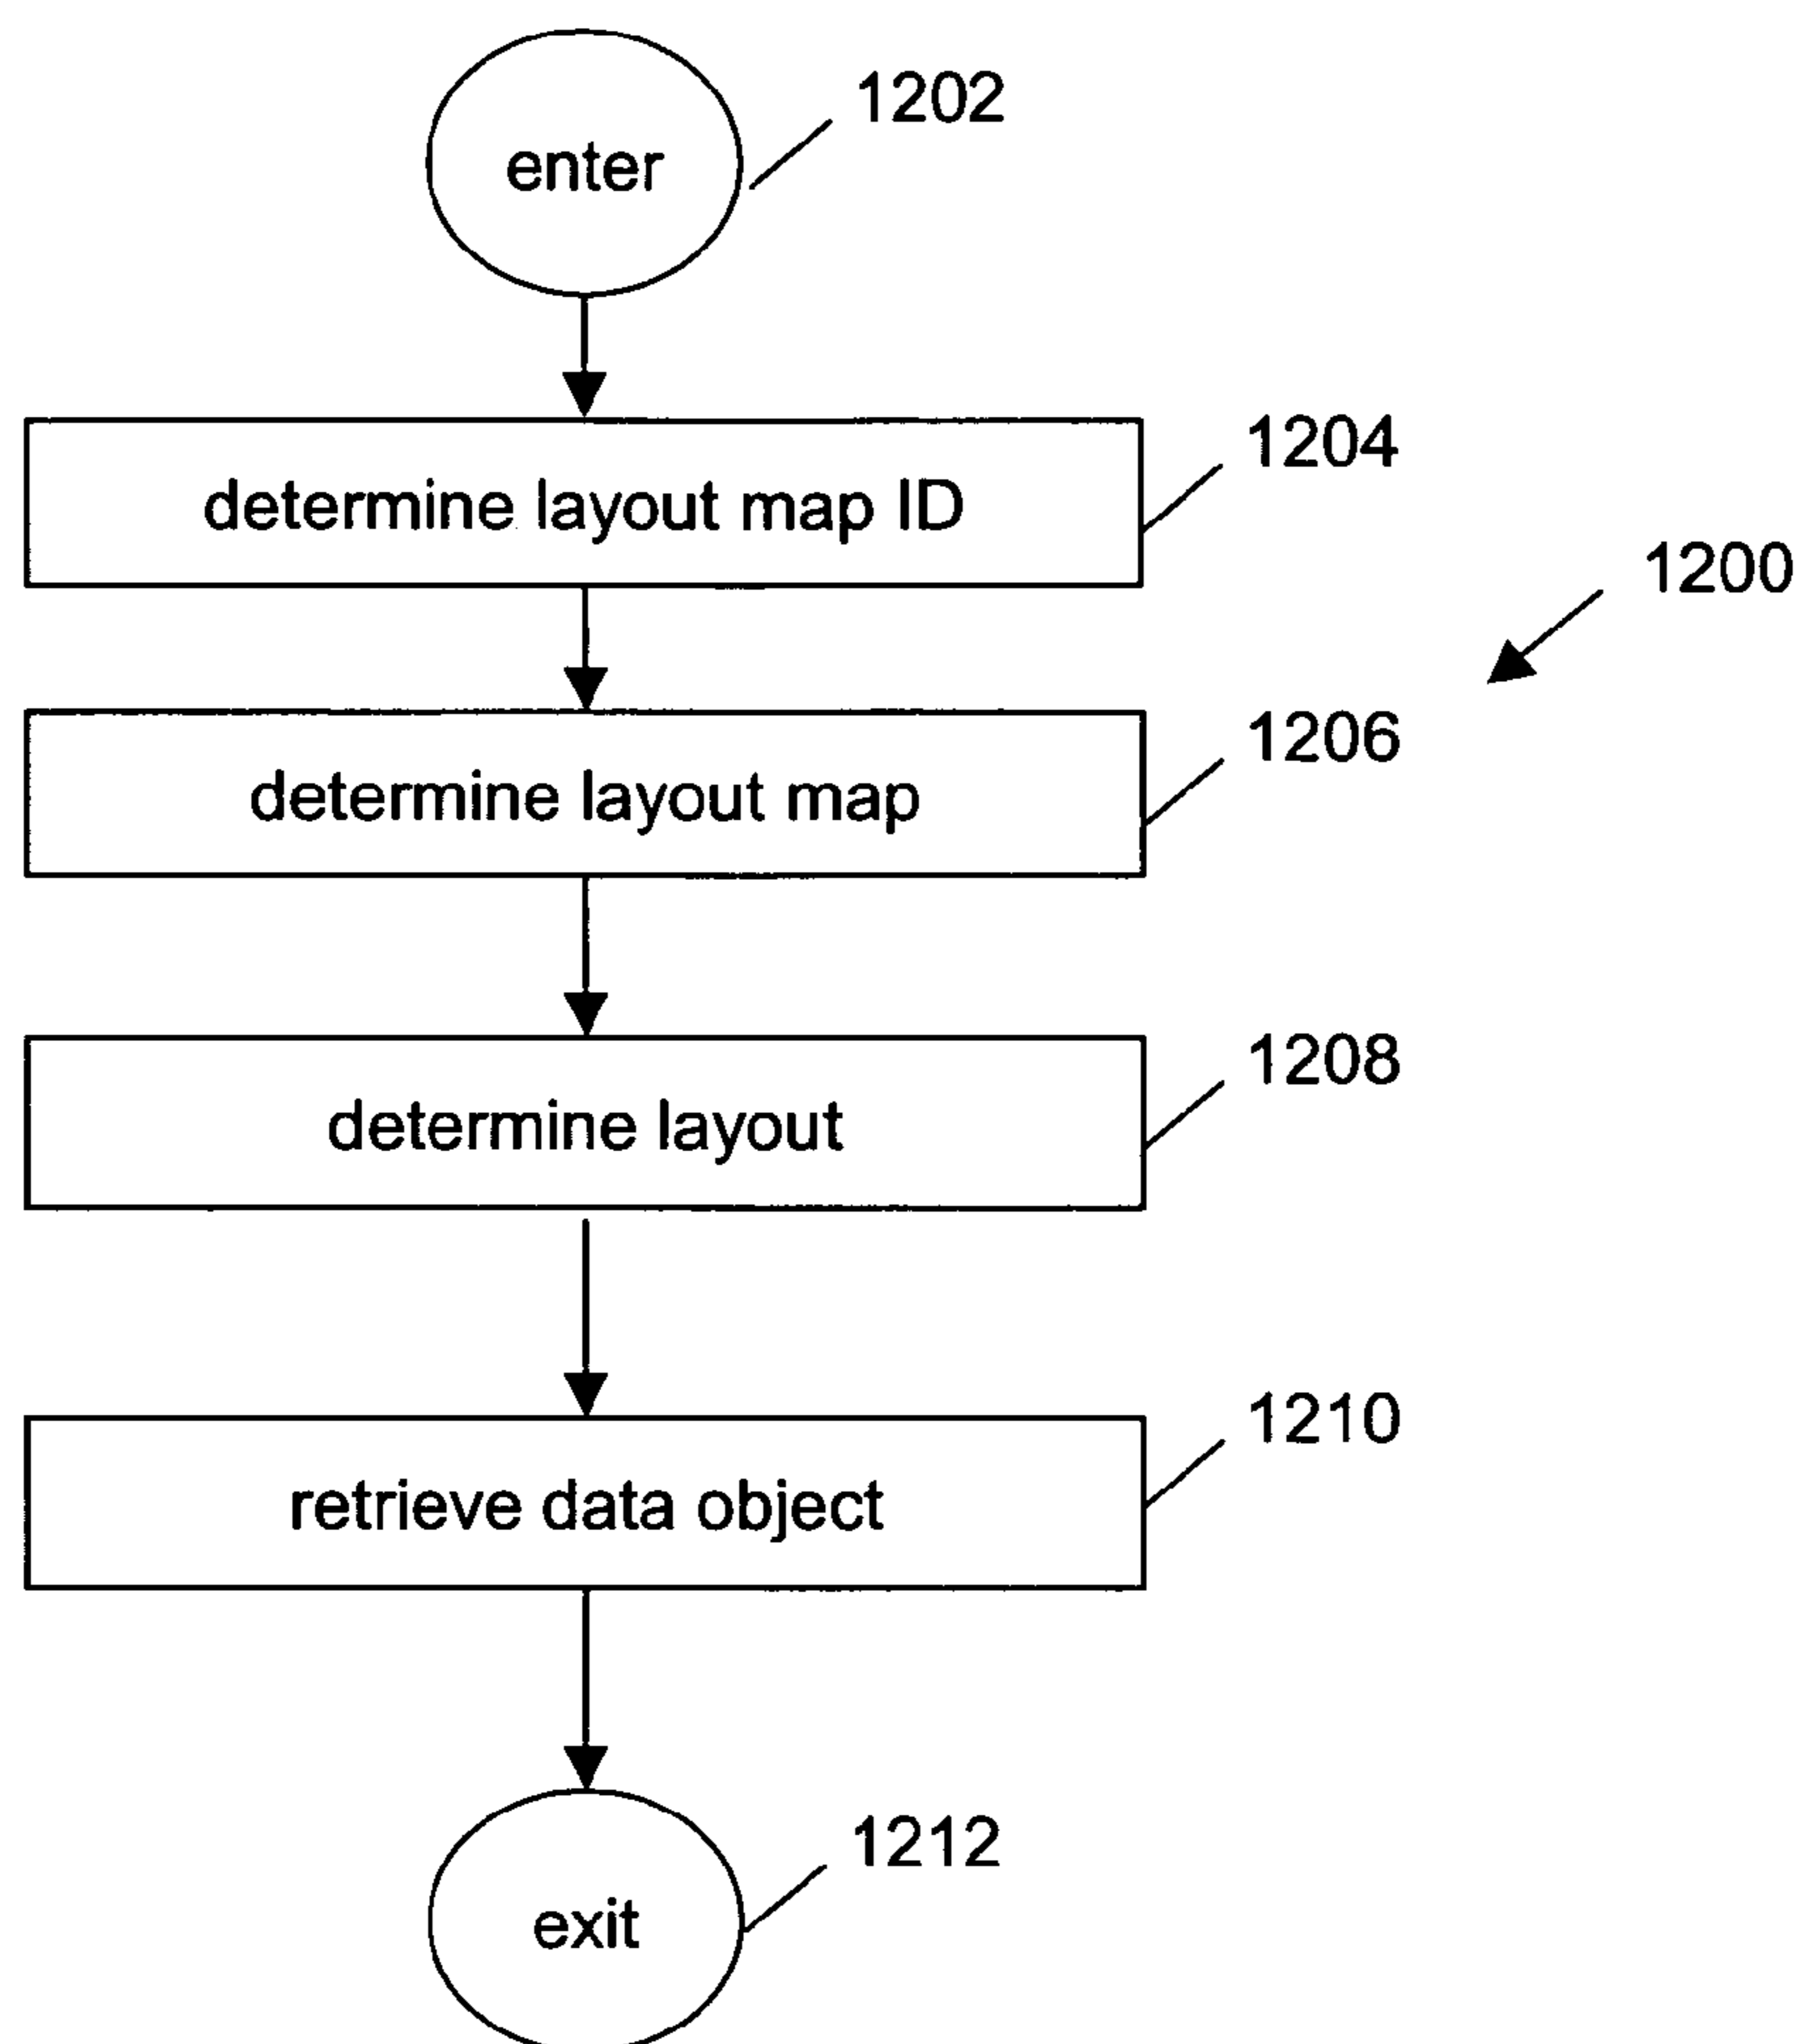 1202
enter
1204
determine layout map ID
1200
1206
determine layout map
1208
determine layout
1210
retrieve data object
1212
exit